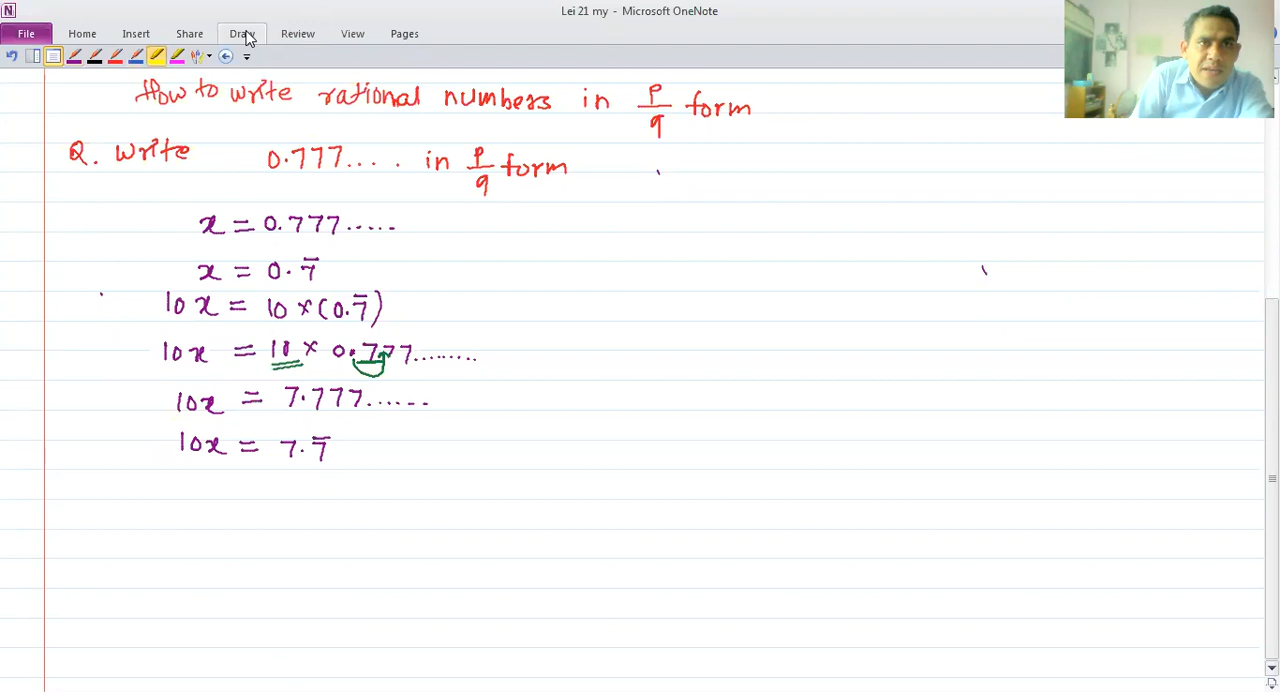 Lei 21 my - Microsoft OneNote
File Home Insert Share Draw Review View Pages
How to write rational numbers in p/q form
Q. Write 0.777.... in p/q form
x = 0.777.....
x = 0.7̅
10x = 10 × (0.7̅)
10x = 10 × 0.777........
10x = 7.777......
10x = 7.7̅